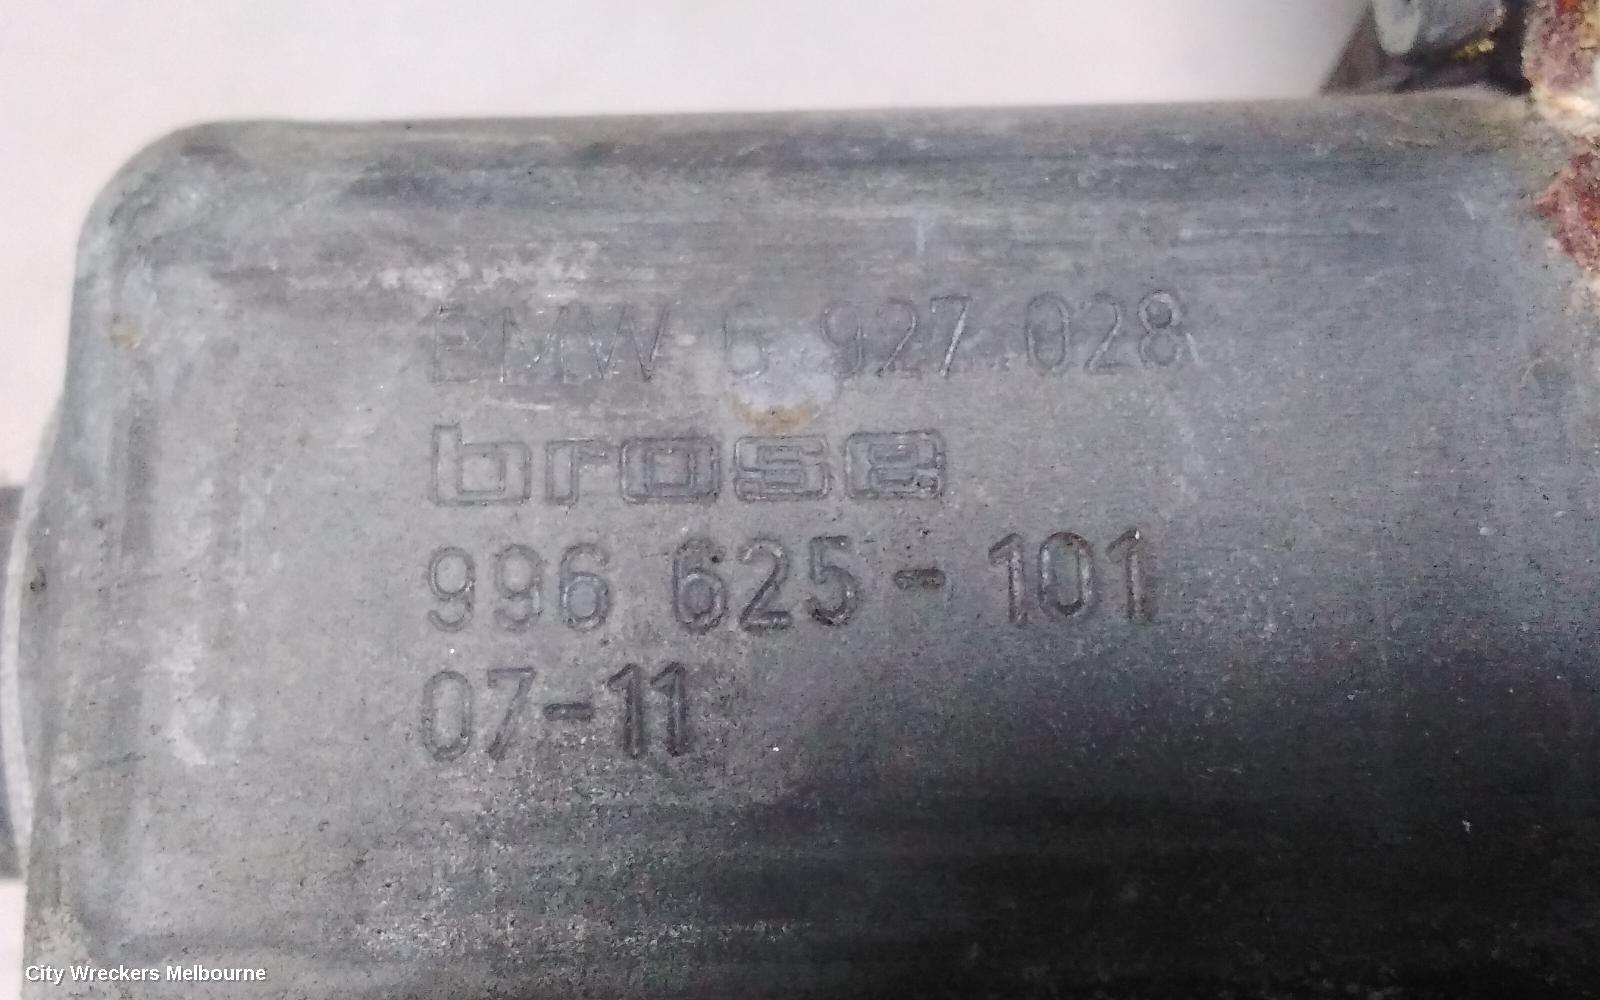 BMW 6 927 028
brose
996 625-101
07-11
City Wreckers Melbourne